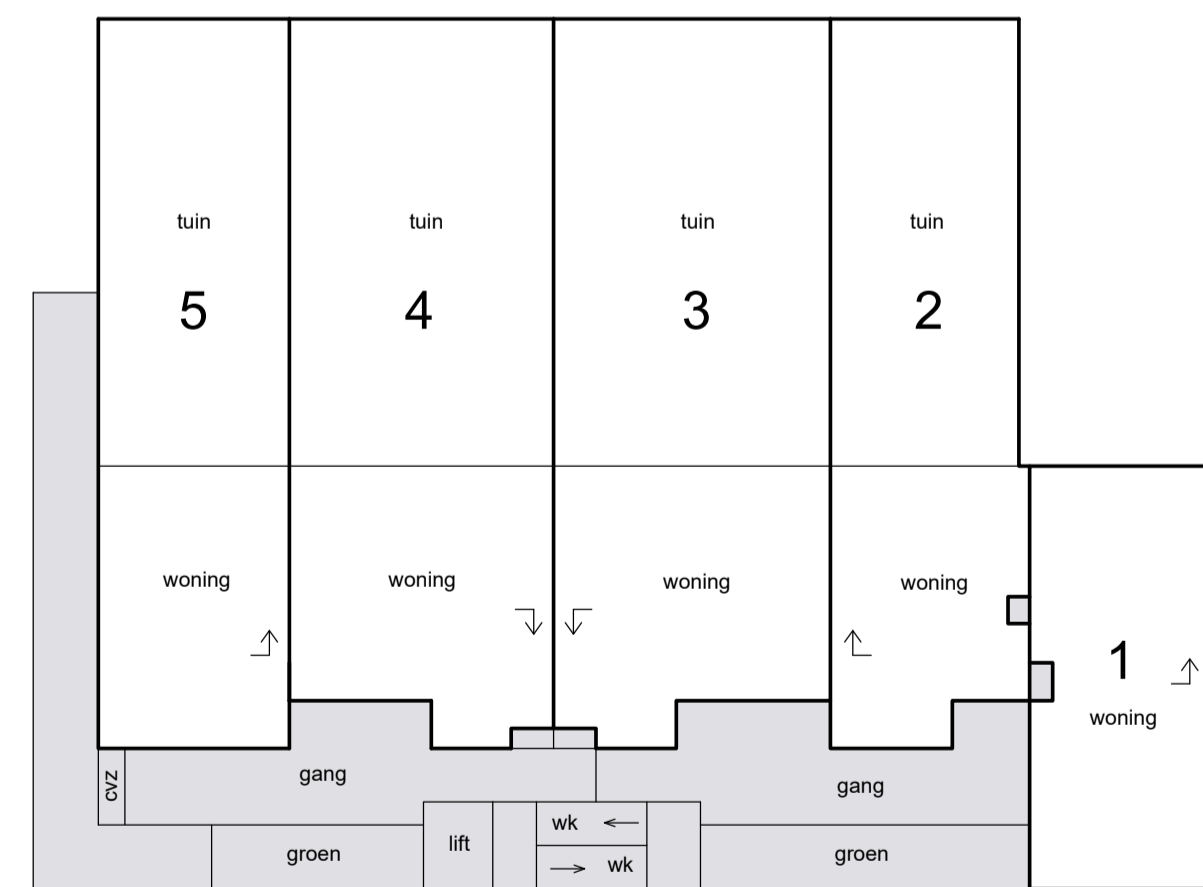 tuin
tuin
tuin
tuin
5
4
3
2
woning
woning
woning
woning
1
woning
gang
cvz
gang
wk
lift
groen
groen
wk